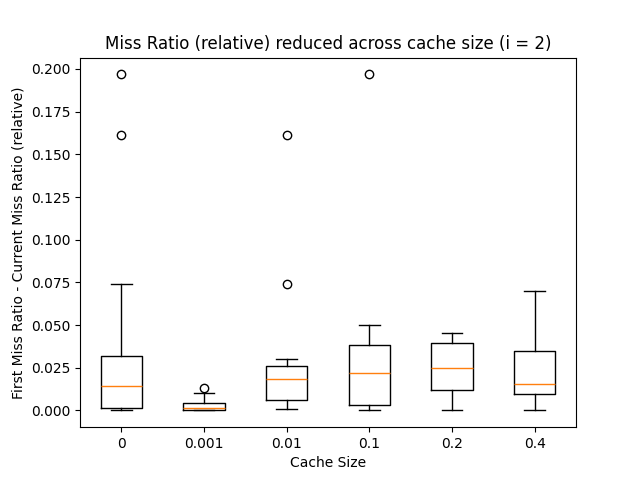 Miss Ratio (relative) reduced across cache size (i = 2)
First Miss Ratio - Current Miss Ratio (relative)
0.200
0.175
0.150
0.125
0.100
0.075
0.050
0.025
0.000
0 0.001 0.01 0.1 0.2 0.4
Cache Size